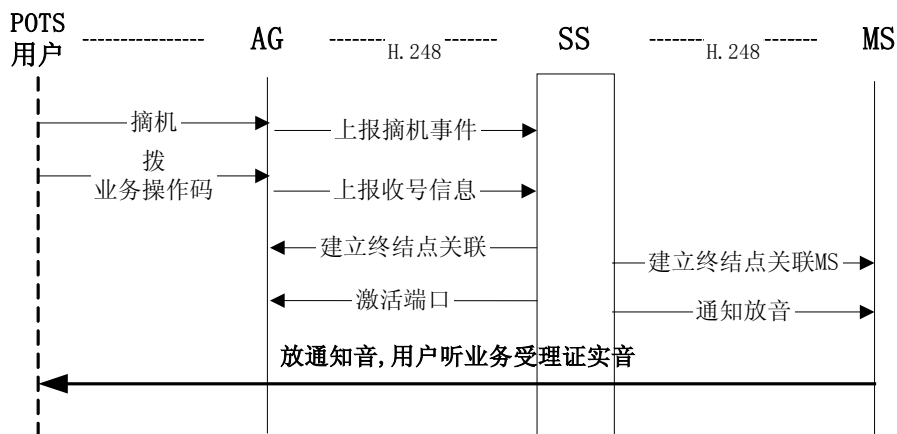 POTS
用户
AG
H.248
SS
H.248
MS
摘机
上报摘机事件
拨
业务操作码
上报收号信息
建立终结点关联
建立终结点关联MS
激活端口
通知放音
放通知音,用户听业务受理证实音